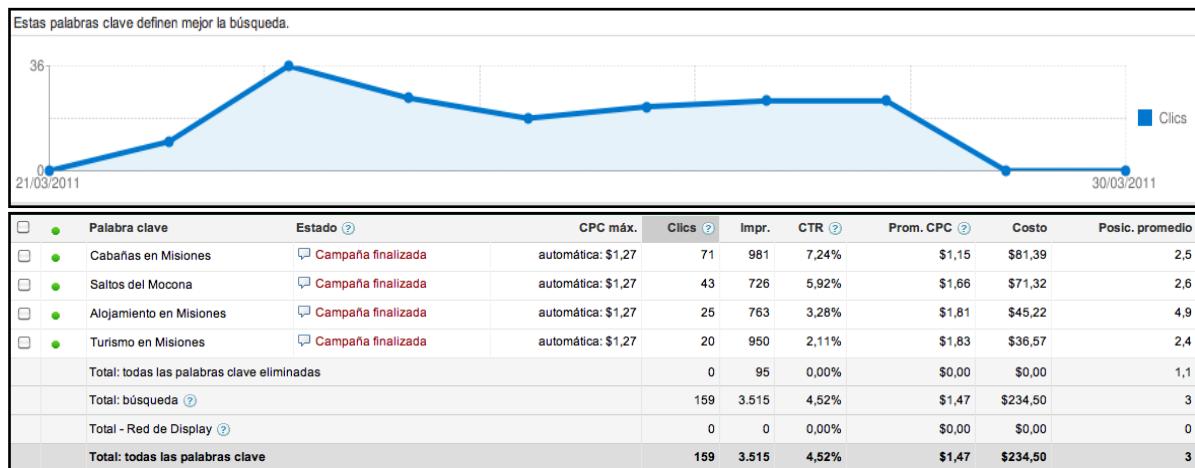 Estas palabras clave definen mejor la búsqueda.
36
0
Clics
21/03/2011 30/03/2011
Palabra clave Estado ? CPC máx. Clics ? Impr. CTR ? Prom. CPC ? Costo Posic. promedio
Cabañas en Misiones Campaña finalizada automática: $1,27 71 981 7,24% $1,15 $81,39 2,5
Saltos del Mocona Campaña finalizada automática: $1,27 43 726 5,92% $1,66 $71,32 2,6
Alojamiento en Misiones Campaña finalizada automática: $1,27 25 763 3,28% $1,81 $45,22 4,9
Turismo en Misiones Campaña finalizada automática: $1,27 20 950 2,11% $1,83 $36,57 2,4
Total: todas las palabras clave eliminadas 0 95 0,00% $0,00 $0,00 1,1
Total: búsqueda ? 159 3.515 4,52% $1,47 $234,50 3
Total - Red de Display ? 0 0 0,00% $0,00 $0,00 0
Total: todas las palabras clave 159 3.515 4,52% $1,47 $234,50 3